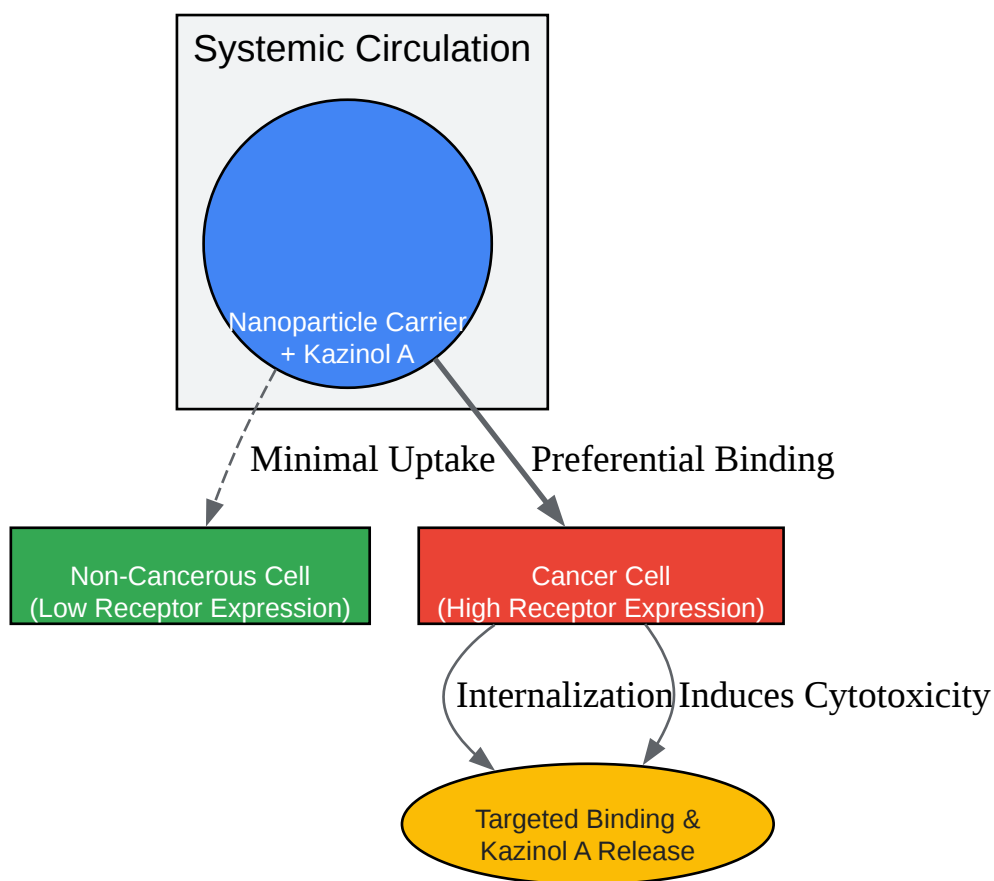 Systemic Circulation
Nanoparticle Carrier
+ Kazinol A
Minimal Uptake
Preferential Binding
Non-Cancerous Cell
(Low Receptor Expression)
Cancer Cell
(High Receptor Expression)
Internalization
Induces Cytotoxicity
Targeted Binding &
Kazinol A Release